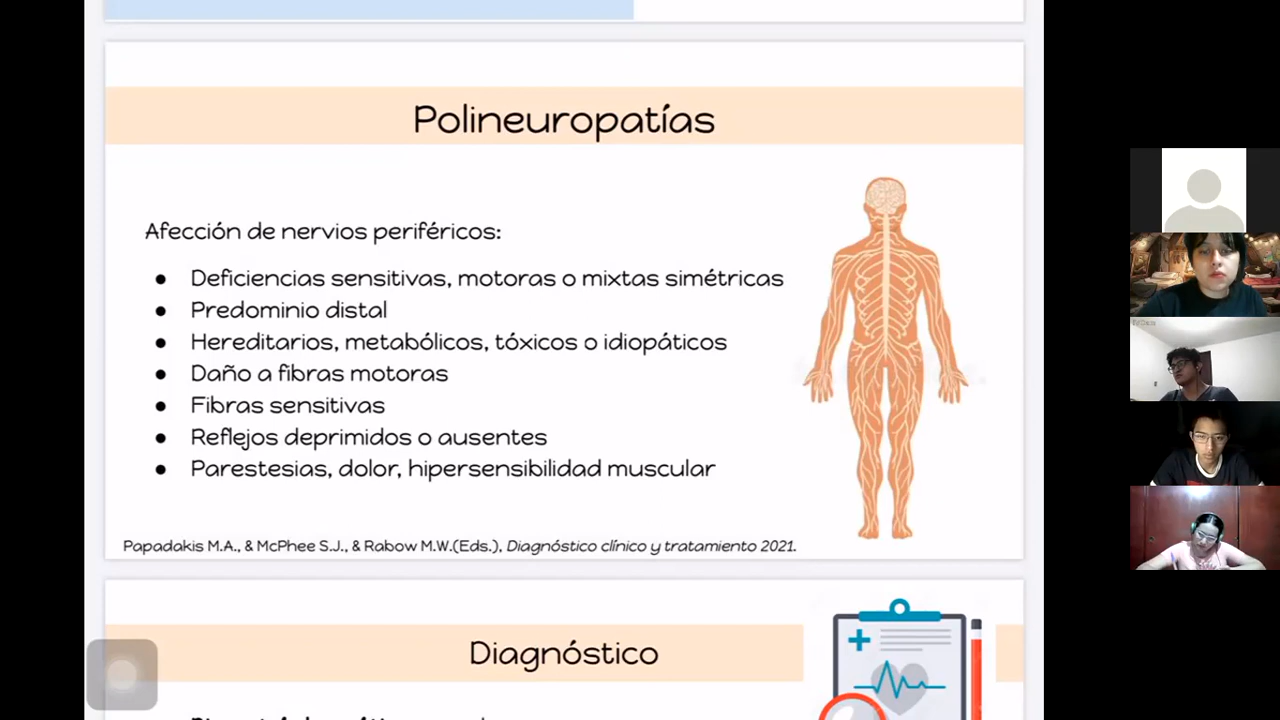 Polineuropatías
Afección de nervios periféricos:
● Deficiencias sensitivas, motoras o mixtas simétricas
● Predominio distal
● Hereditarios, metabólicos, tóxicos o idiopáticos
● Daño a fibras motoras
● Fibras sensitivas
● Reflejos deprimidos o ausentes
● Parestesias, dolor, hipersensibilidad muscular
Papadakis M.A., & McPhee S.J., & Rabow M.W.(Eds.), Diagnóstico clínico y tratamiento 2021.
Diagnóstico